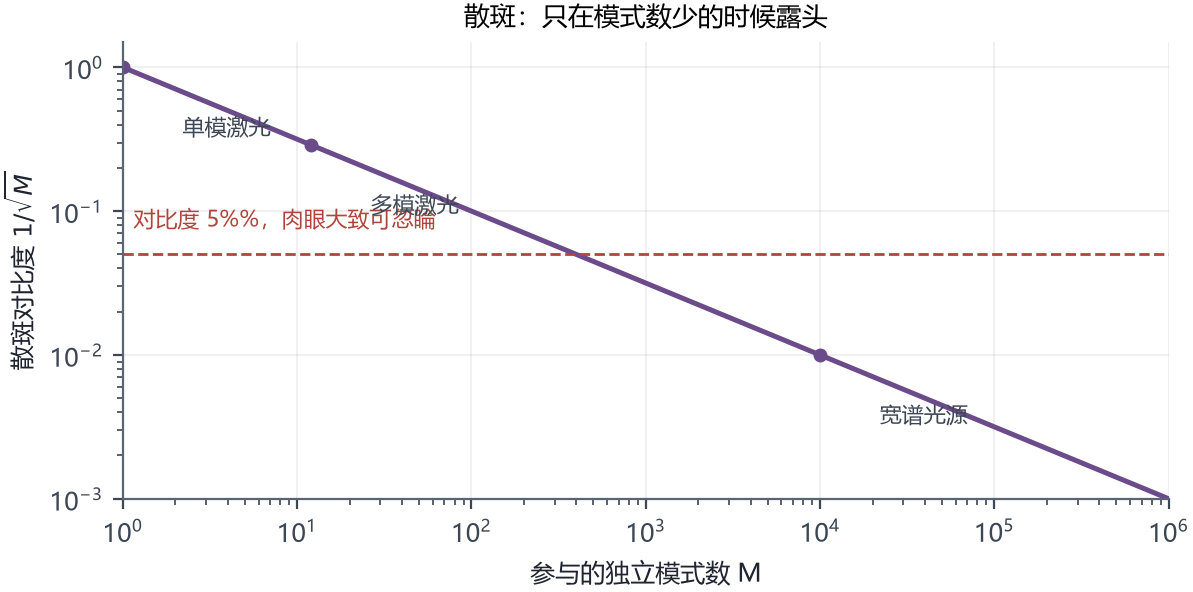 散斑：只在模式数少的时候露头
散斑对比度 1/√M
10⁰
10⁻¹
10⁻²
10⁻³
单模激光
多模激光
对比度 5%%，肉眼大致可忽瞞
宽谱光源
10⁰
10¹
10²
10³
10⁴
10⁵
10⁶
参与的独立模式数 M